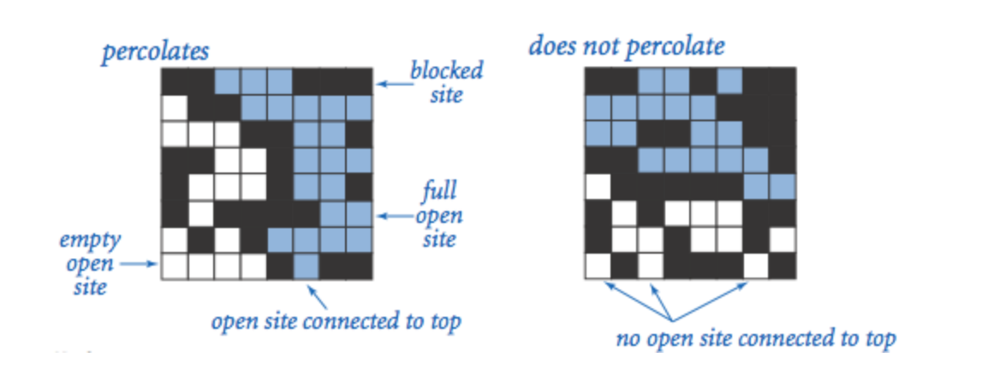 percolates
does not percolate
blocked
site
full
open
site
empty
open
site
open site connected to top
no open site connected to top